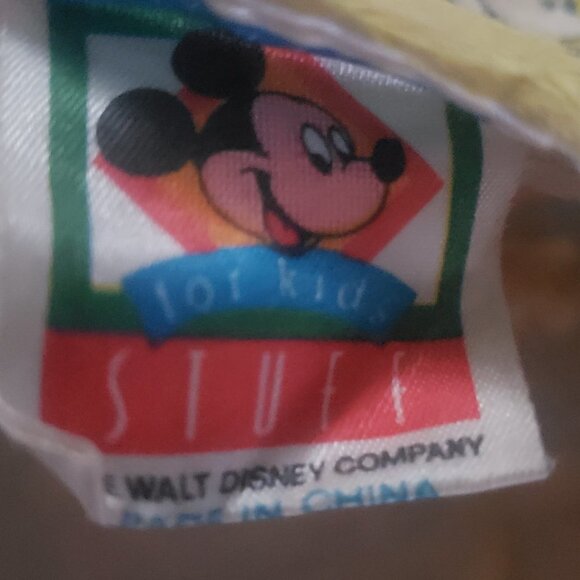 for kids
STUFF
WALT DISNEY COMPANY
MADE IN CHINA